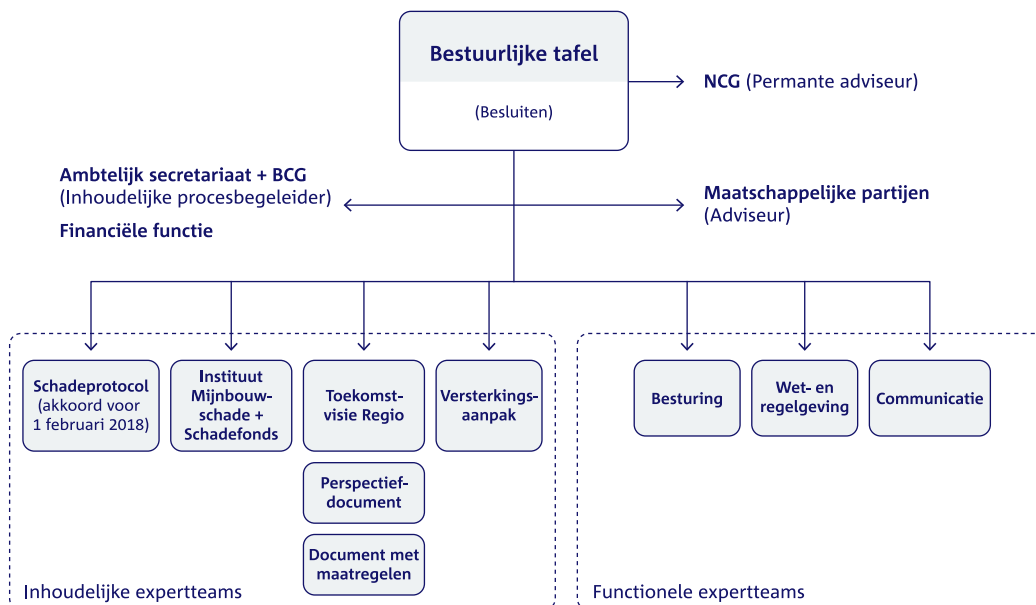 Bestuurlijke tafel
(Besluiten)
NCG (Permante adviseur)
Ambtelijk secretariaat + BCG
(Inhoudelijke procesbegeleider)
Financiële functie
Maatschappelijke partijen
(Adviseur)
Schadeprotocol
(akkoord voor
1 februari 2018)
Instituut
Mijnbouw-
schade +
Schadefonds
Toekomst-
visie Regio
Versterkings-
aanpak
Perspectief-
document
Document met
maatregelen
Inhoudelijke expertteams
Besturing
Wet- en
regelgeving
Communicatie
Functionele expertteams